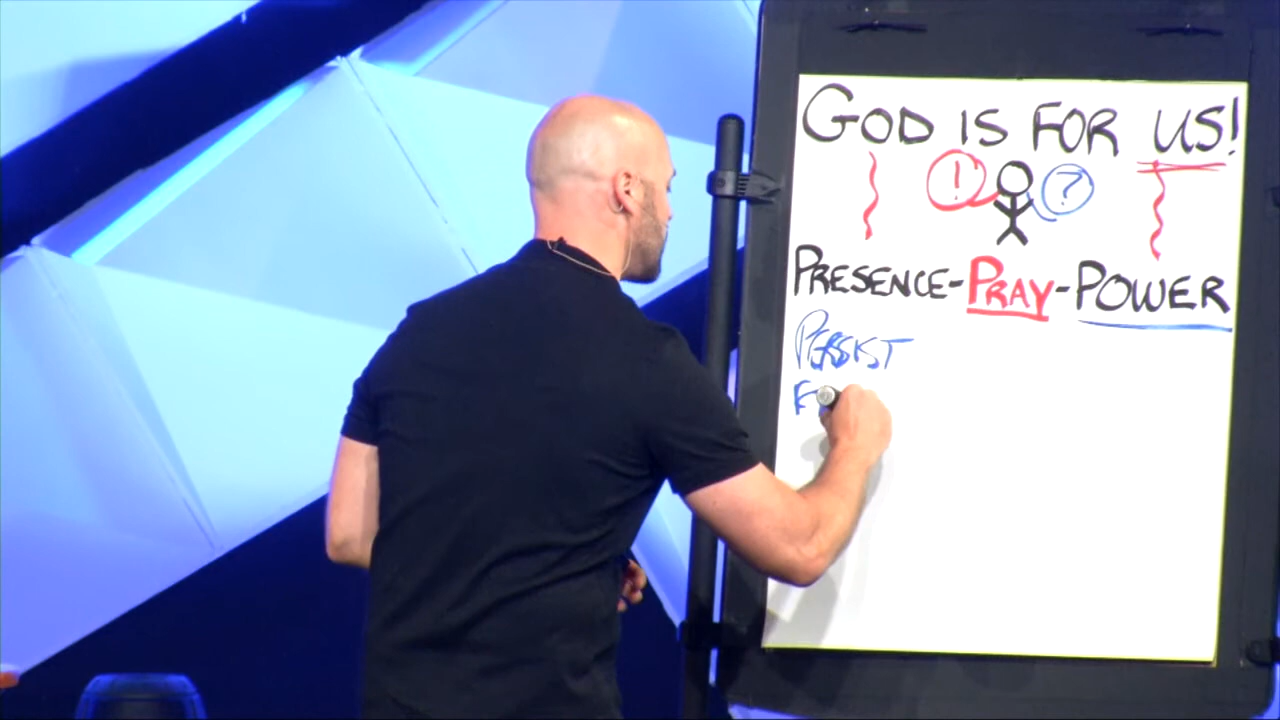 GOD IS FOR US!
! ?
PRESENCE-PRAY-POWER
PERSIST
F